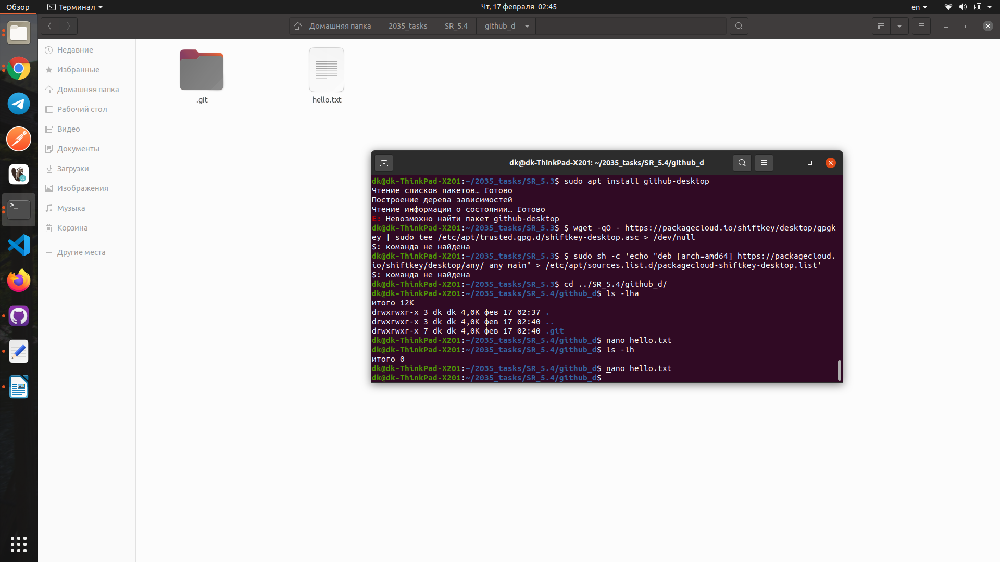 Обзор
Терминал
Чт, 17 февраля 02:45
en
Домашняя папка
2035_tasks
SR_5.4
github_d
Недавние
Избранные
Домашняя папка
Рабочий стол
Видео
Документы
Загрузки
Изображения
Музыка
Корзина
Другие места
.git
hello.txt
dk@dk-ThinkPad-X201: ~/2035_tasks/SR_5.4/github_d
dk@dk-ThinkPad-X201:~/2035_tasks/SR_5.3$ sudo apt install github-desktop
Чтение списков пакетов… Готово
Построение дерева зависимостей
Чтение информации о состоянии… Готово
E: Невозможно найти пакет github-desktop
dk@dk-ThinkPad-X201:~/2035_tasks/SR_5.3$ $ wget -qO - https://packagecloud.io/shiftkey/desktop/gpgk
ey | sudo tee /etc/apt/trusted.gpg.d/shiftkey-desktop.asc > /dev/null
$: команда не найдена
dk@dk-ThinkPad-X201:~/2035_tasks/SR_5.3$ $ sudo sh -c 'echo "deb [arch=amd64] https://packagecloud.
io/shiftkey/desktop/any/ any main" > /etc/apt/sources.list.d/packagecloud-shiftkey-desktop.list'
$: команда не найдена
dk@dk-ThinkPad-X201:~/2035_tasks/SR_5.3$ cd ../SR_5.4/github_d/
dk@dk-ThinkPad-X201:~/2035_tasks/SR_5.4/github_d$ ls -lha
итого 12K
drwxrwxr-x 3 dk dk 4,0K фев 17 02:37 .
drwxrwxr-x 3 dk dk 4,0K фев 17 02:40 ..
drwxrwxr-x 7 dk dk 4,0K фев 17 02:40 .git
dk@dk-ThinkPad-X201:~/2035_tasks/SR_5.4/github_d$ nano hello.txt
dk@dk-ThinkPad-X201:~/2035_tasks/SR_5.4/github_d$ ls -lh
итого 0
dk@dk-ThinkPad-X201:~/2035_tasks/SR_5.4/github_d$ nano hello.txt
dk@dk-ThinkPad-X201:~/2035_tasks/SR_5.4/github_d$